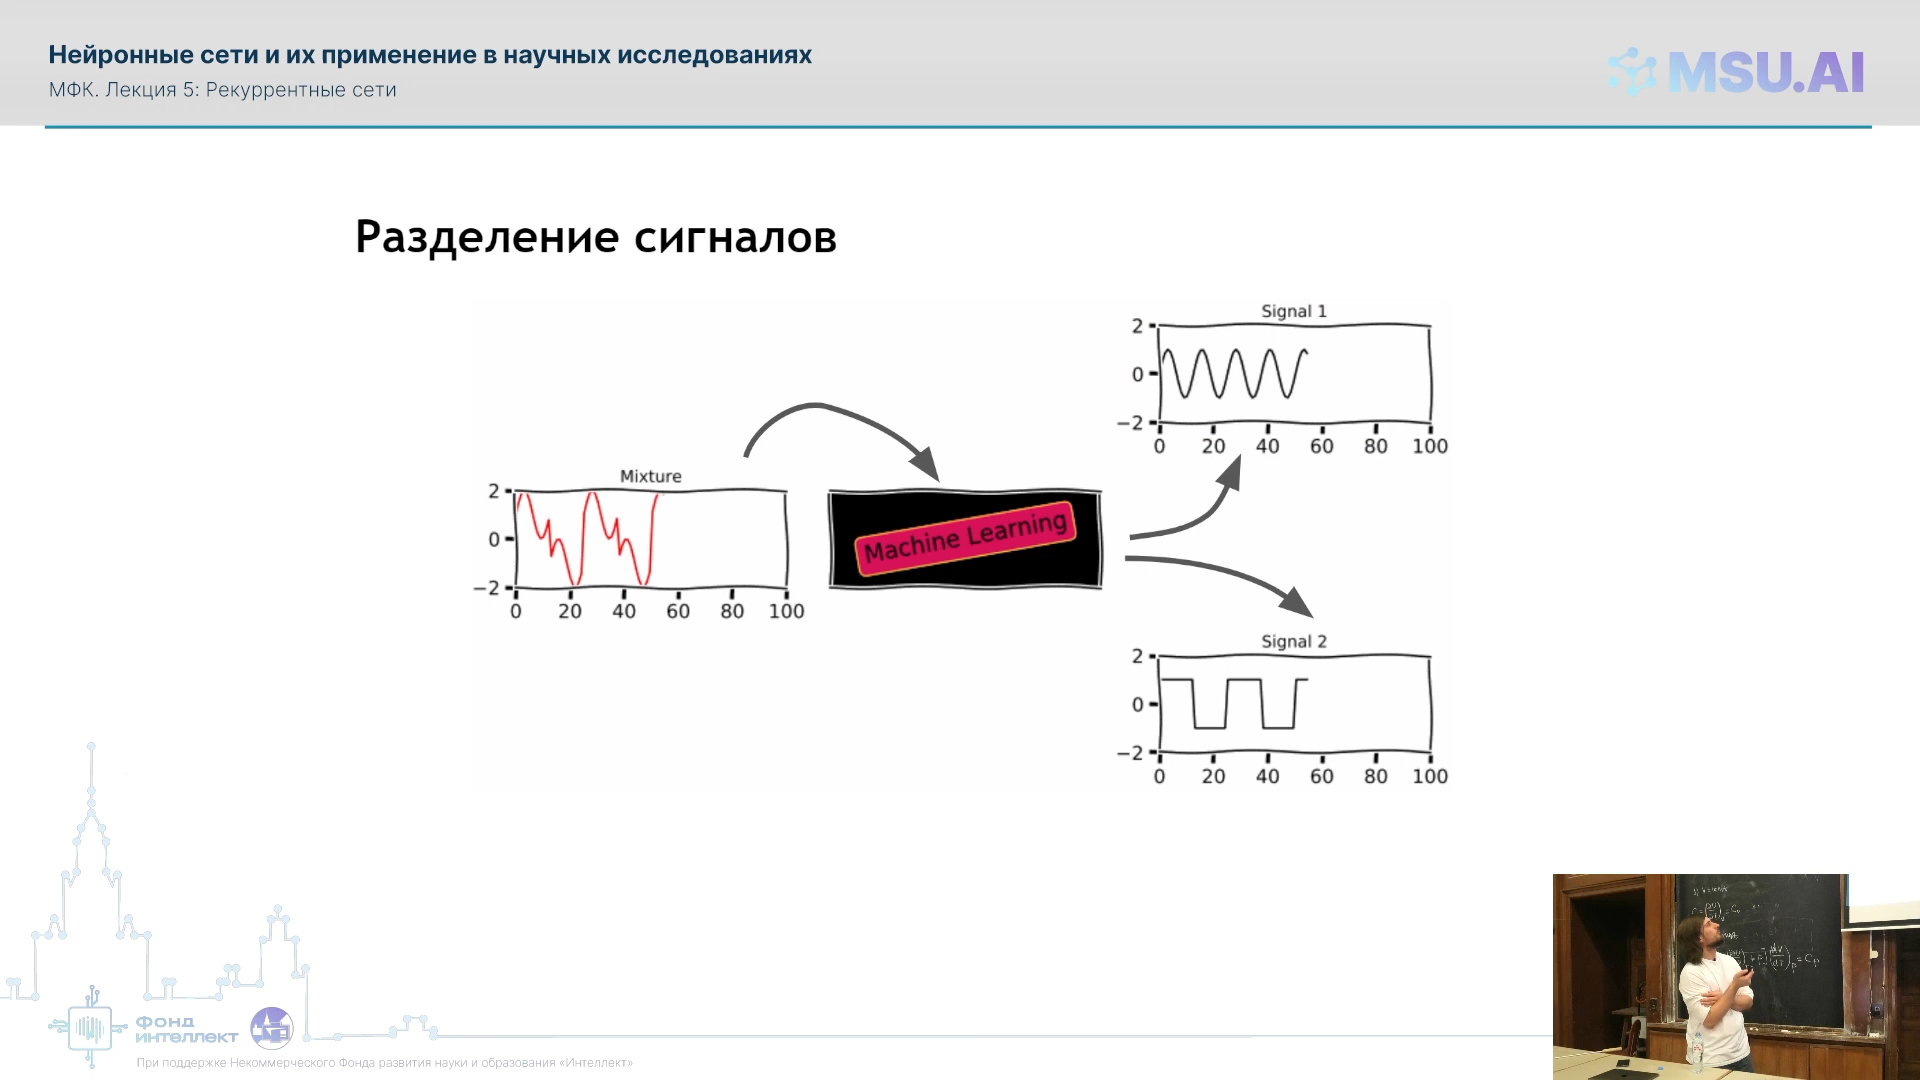 Нейронные сети и их применение в научных исследованиях
МФК. Лекция 5: Рекуррентные сети
MSU.AI
Разделение сигналов
Signal 1
2
0
−2
0 20 40 60 80 100
Mixture
2
0
−2
0 20 40 60 80 100
Machine Learning
Signal 2
2
0
−2
0 20 40 60 80 100
ФОНД
ИНТЕЛЛЕКТ
При поддержке Некоммерческого Фонда развития науки и образования «Интеллект»